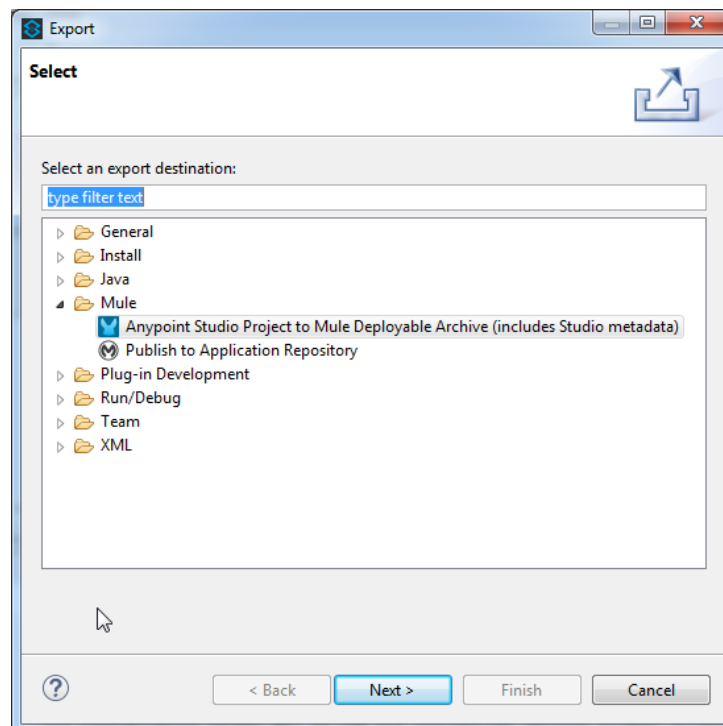 Export
Select
Select an export destination:
type filter text
General
Install
Java
Mule
Anypoint Studio Project to Mule Deployable Archive (includes Studio metadata)
Publish to Application Repository
Plug-in Development
Run/Debug
Team
XML
?
< Back
Next >
Finish
Cancel